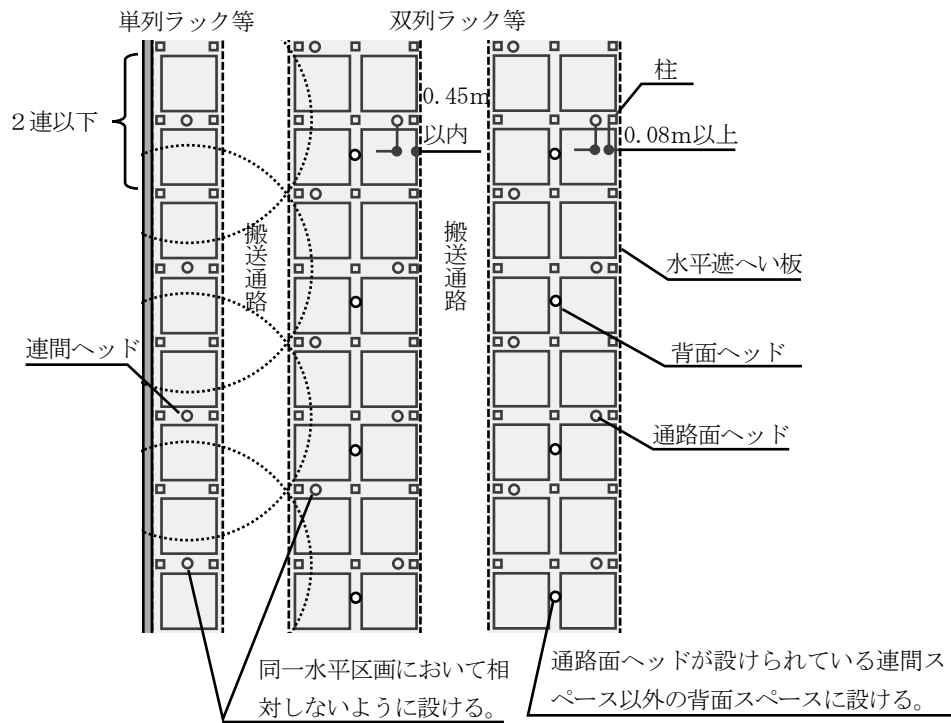 単列ラック等
双列ラック等
柱
0.45m
以内
0.08m以上
2連以下
搬送通路
搬送通路
水平遮へい板
連間ヘッド
背面ヘッド
通路面ヘッド
同一水平区画において相
対しないように設ける。
通路面ヘッドが設けられている連間ス
ペース以外の背面スペースに設ける。